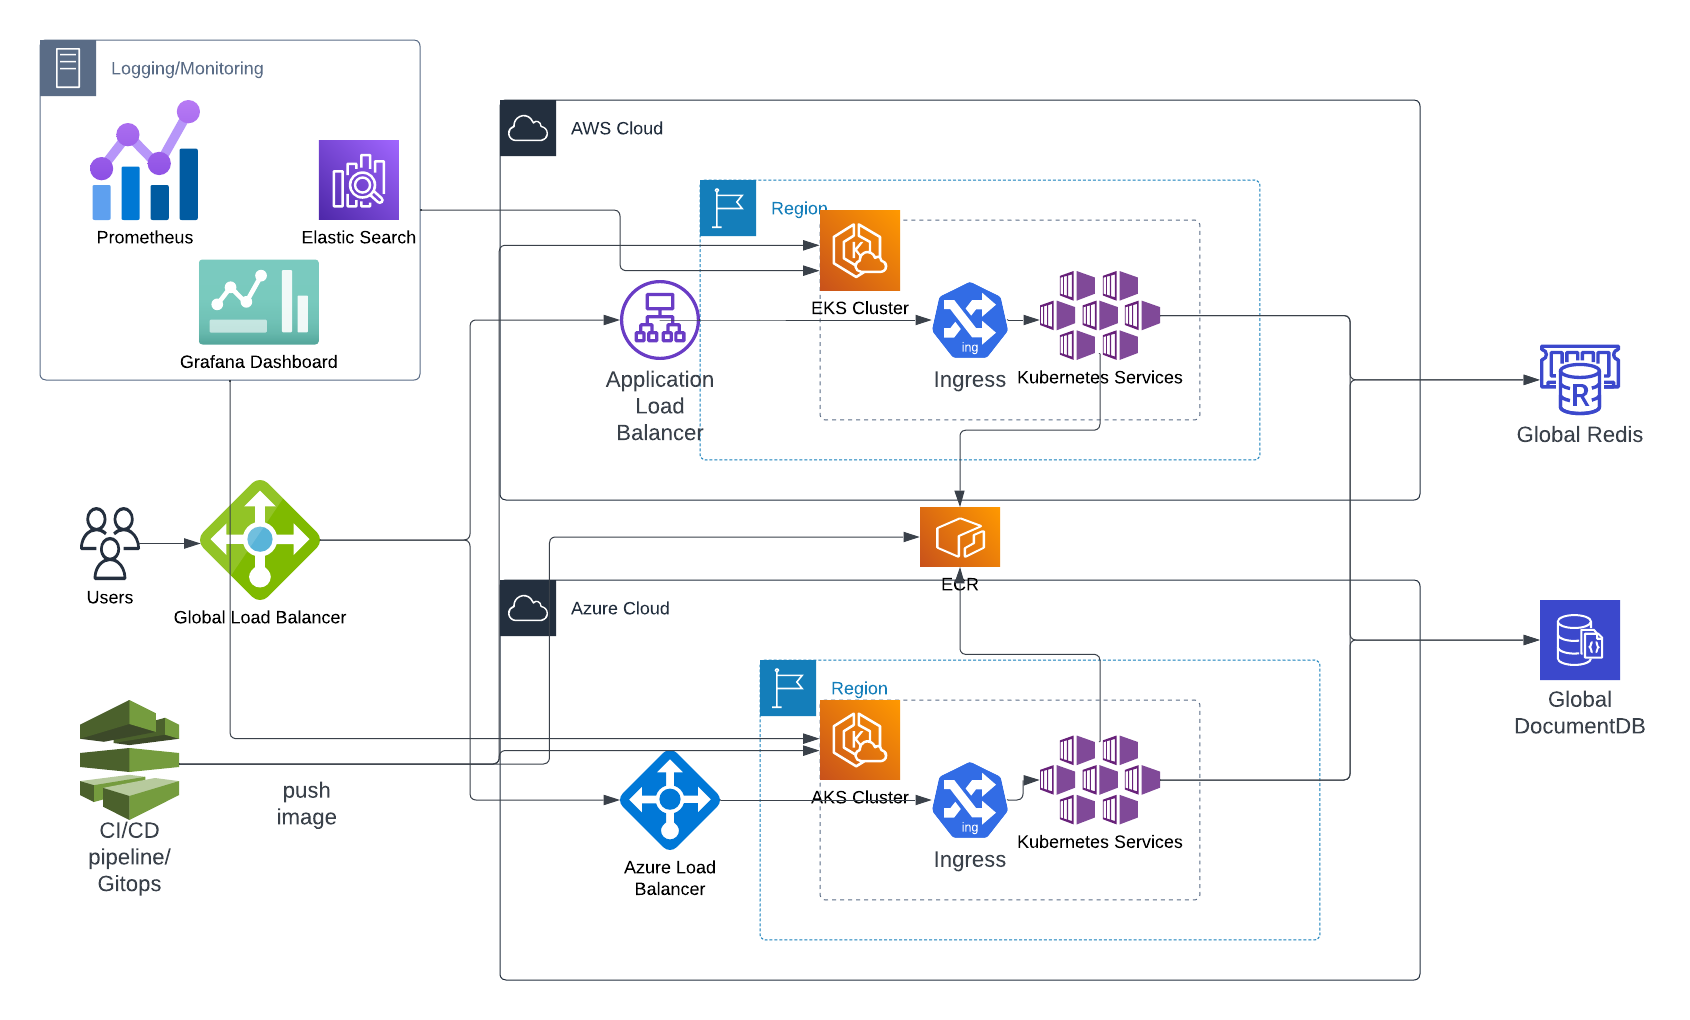 Logging/Monitoring
Prometheus
Elastic Search
Grafana Dashboard
AWS Cloud
Region
EKS Cluster
ing
Ingress
Kubernetes Services
Application
Load
Balancer
R
Global Redis
Users
Global Load Balancer
ECR
Azure Cloud
Region
AKS Cluster
ing
Ingress
Kubernetes Services
Azure Load
Balancer
Global
DocumentDB
CI/CD
pipeline/
Gitops
push
image